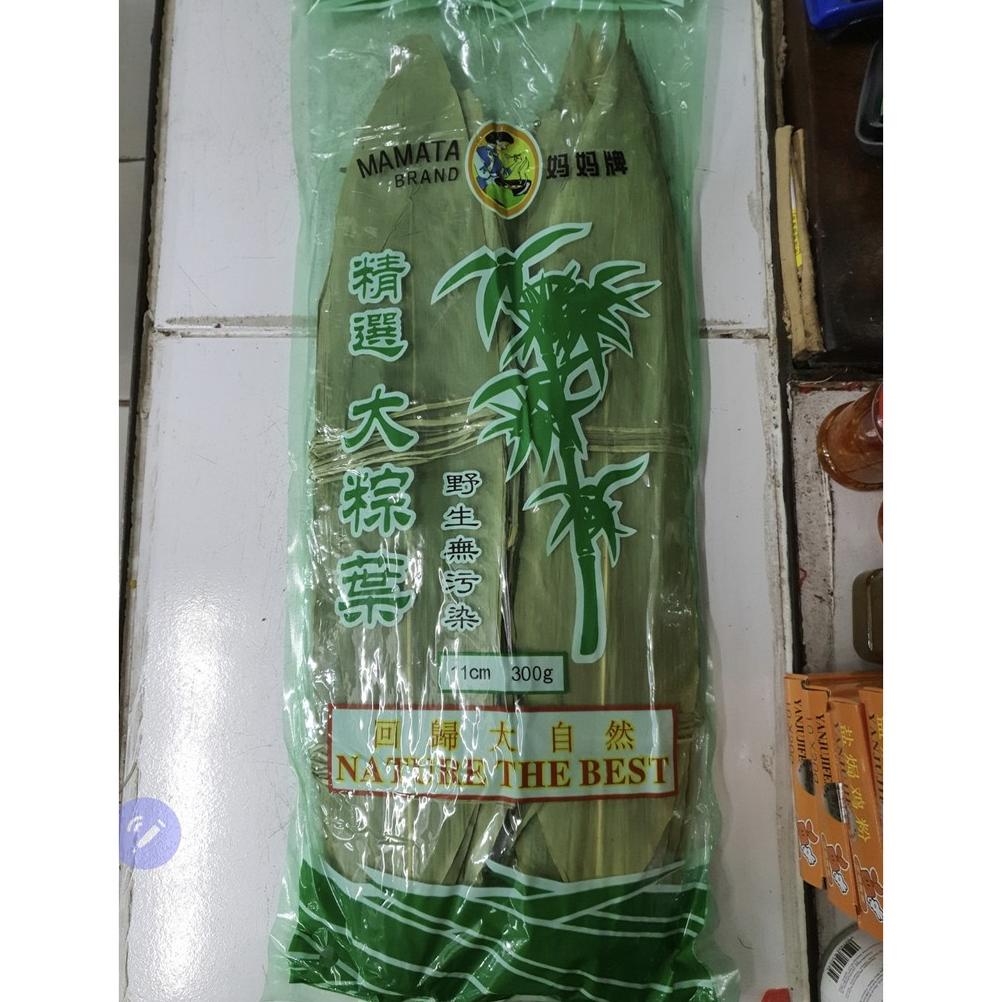 MAMATA
BRAND
妈妈牌
精選 大粽葉
野生無污染
11cm 300g
回歸大自然
NATURE THE BEST